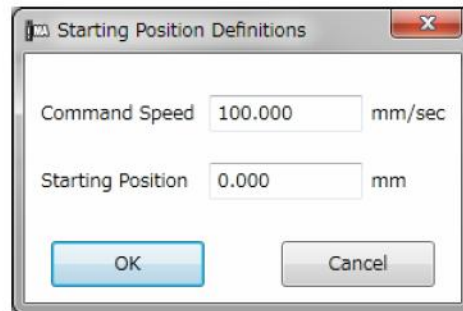 Starting Position Definitions
Command Speed 100.000 mm/sec
Starting Position 0.000 mm
OK Cancel